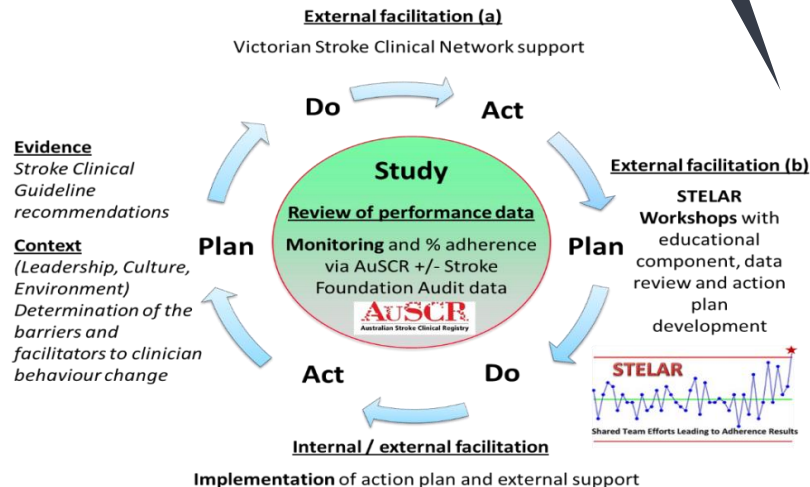 External facilitation (a)
Victorian Stroke Clinical Network support
Do
Act
Evidence
Stroke Clinical
Guideline
recommendations
Context
(Leadership, Culture,
Environment)
Determination of the
barriers and
facilitators to clinician
behaviour change
Plan
Study
Review of performance data
Monitoring and % adherence
via AuSCR +/- Stroke
Foundation Audit data
AuSCR
Australian Stroke Clinical Registry
Plan
External facilitation (b)
STELAR
Workshops with
educational
component, data
review and action
plan
development
STELAR
Shared Team Efforts Leading to Adherence Results
Act
Do
Internal / external facilitation
Implementation of action plan and external support